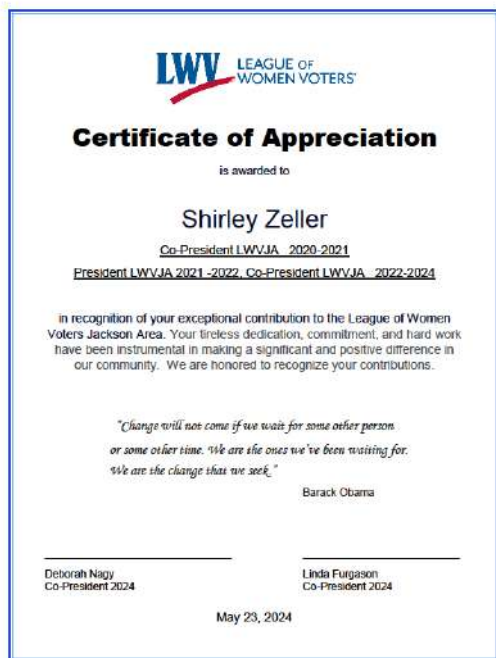 LWV LEAGUE OF
WOMEN VOTERS®
Certificate of Appreciation
is awarded to
Shirley Zeller
Co-President LWVJA 2020-2021
President LWVJA 2021 -2022, Co-President LWVJA 2022-2024
in recognition of your exceptional contribution to the League of Women
Voters Jackson Area. Your tireless dedication, commitment, and hard work
have been instrumental in making a significant and positive difference in
our community. We are honored to recognize your contributions.
"Change will not come if we wait for some other person
or some other time. We are the ones we've been waiting for.
We are the change that we seek."
Barack Obama
Deborah Nagy
Co-President 2024
Linda Furgason
Co-President 2024
May 23, 2024